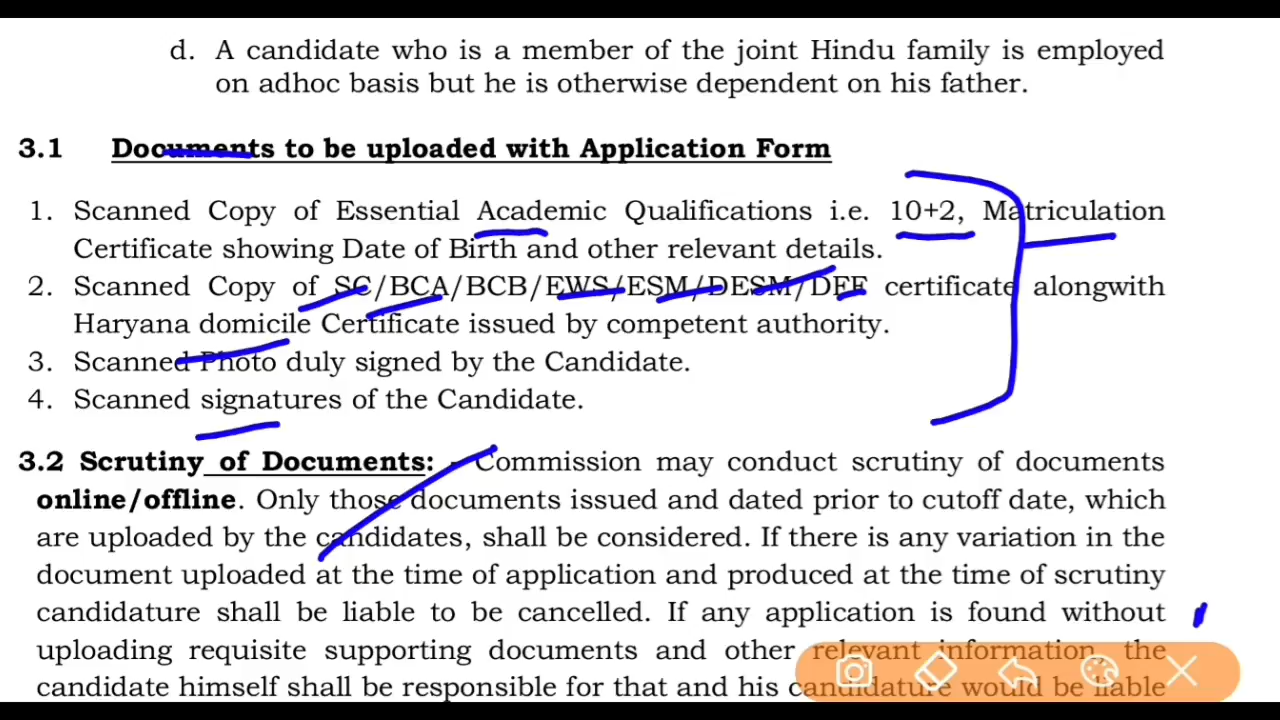 d. A candidate who is a member of the joint Hindu family is employed
on adhoc basis but he is otherwise dependent on his father.
3.1 Documents to be uploaded with Application Form
1. Scanned Copy of Essential Academic Qualifications i.e. 10+2, Matriculation
Certificate showing Date of Birth and other relevant details.
2. Scanned Copy of SC/BCA/BCB/EWS/ESM/DESM/DFF certificate alongwith
Haryana domicile Certificate issued by competent authority.
3. Scanned Photo duly signed by the Candidate.
4. Scanned signatures of the Candidate.
3.2 Scrutiny of Documents: - Commission may conduct scrutiny of documents
online/offline. Only those documents issued and dated prior to cutoff date, which
are uploaded by the candidates, shall be considered. If there is any variation in the
document uploaded at the time of application and produced at the time of scrutiny
candidature shall be liable to be cancelled. If any application is found without
uploading requisite supporting documents and other relevant information, the
candidate himself shall be responsible for that and his candidature would be liable